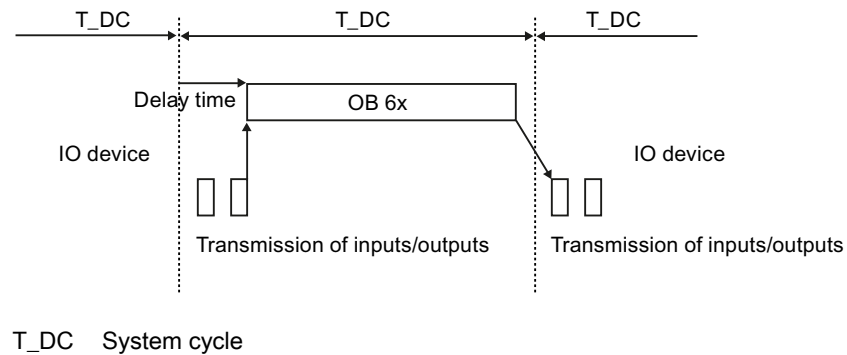 T_DC T_DC T_DC
Delay time OB 6x
IO device IO device
Transmission of inputs/outputs Transmission of inputs/outputs
T_DC System cycle